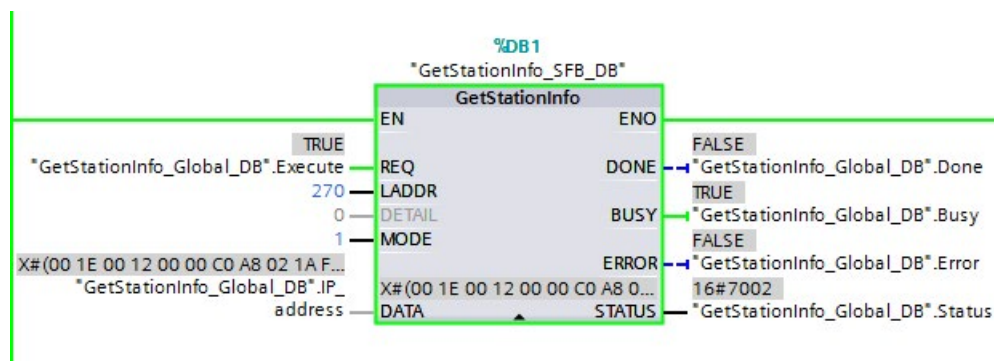 %DB1
"GetStationInfo_SFB_DB"
GetStationInfo
EN ENO
TRUE FALSE
"GetStationInfo_Global_DB".Execute REQ DONE "GetStationInfo_Global_DB".Done
270 LADDR TRUE
0 DETAIL BUSY "GetStationInfo_Global_DB".Busy
1 MODE FALSE
X#(00 1E 00 12 00 00 C0 A8 02 1A F... ERROR "GetStationInfo_Global_DB".Error
"GetStationInfo_Global_DB".IP_ X#(00 1E 00 12 00 00 C0 A8 0... 16#7002
address DATA STATUS "GetStationInfo_Global_DB".Status